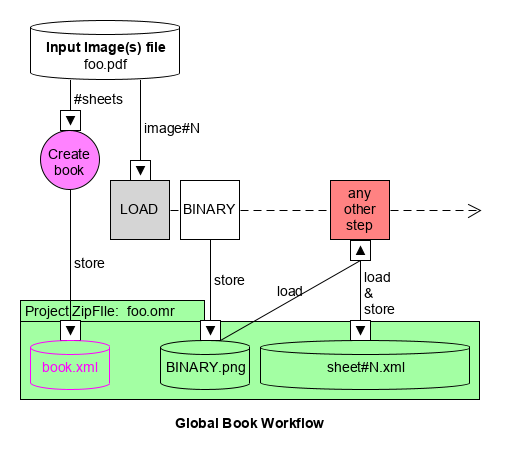 Input Image(s) file
foo.pdf
#sheets
image#N
Create
book
LOAD
BINARY
any
other
step
store
store
load
load
&
store
Project ZipFIle: foo.omr
book.xml
BINARY.png
sheet#N.xml
Global Book Workflow